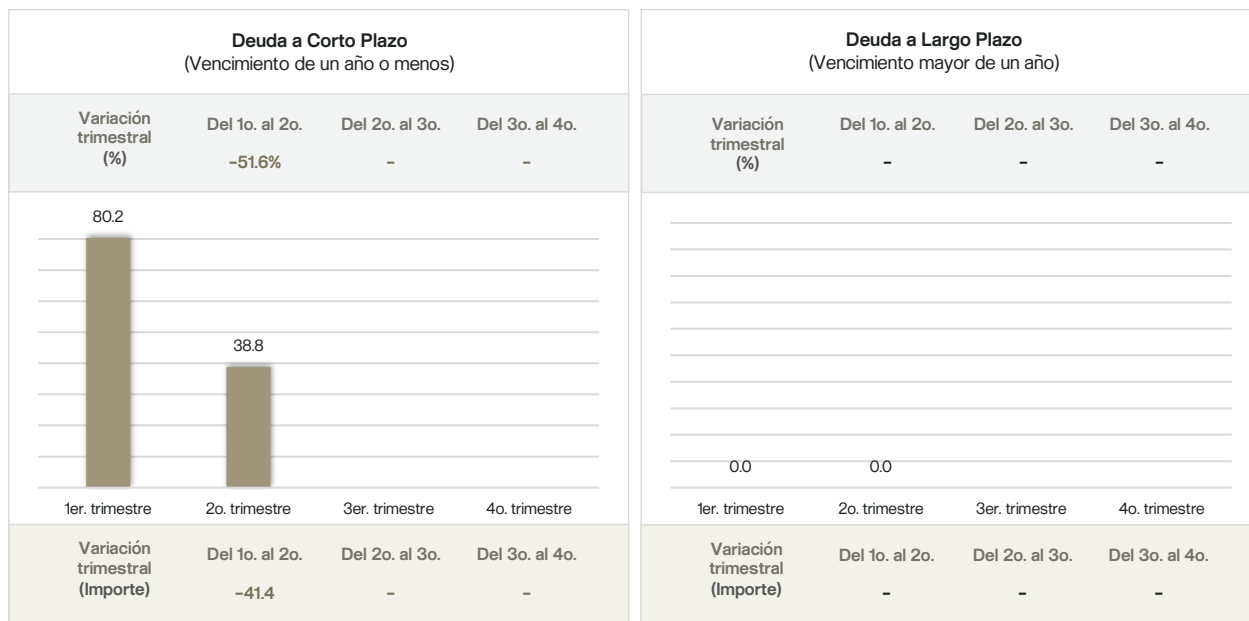 Deuda a Corto Plazo
(Vencimiento de un año o menos)
Variación
trimestral
(%)
Del 1o. al 2o.
Del 2o. al 3o.
Del 3o. al 4o.
-51.6%
-
-
80.2
38.8
1er. trimestre
2o. trimestre
3er. trimestre
4o. trimestre
Variación
trimestral
(Importe)
Del 1o. al 2o.
Del 2o. al 3o.
Del 3o. al 4o.
-41.4
-
-
Deuda a Largo Plazo
(Vencimiento mayor de un año)
Variación
trimestral
(%)
Del 1o. al 2o.
Del 2o. al 3o.
Del 3o. al 4o.
-
-
-
0.0
0.0
1er. trimestre
2o. trimestre
3er. trimestre
4o. trimestre
Variación
trimestral
(Importe)
Del 1o. al 2o.
Del 2o. al 3o.
Del 3o. al 4o.
-
-
-